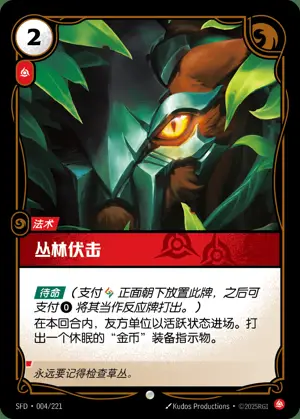 2
法术
丛林伏击
待命 （支付 正面朝下放置此牌，之后可
支付 0 将其当作反应牌打出。）
在本回合内，友方单位以活跃状态进场。打
出一个休眠的“金币”装备指示物。
永远要记得检查草丛。
SFD • 004/221
Kudos Productions • ©2025RGI